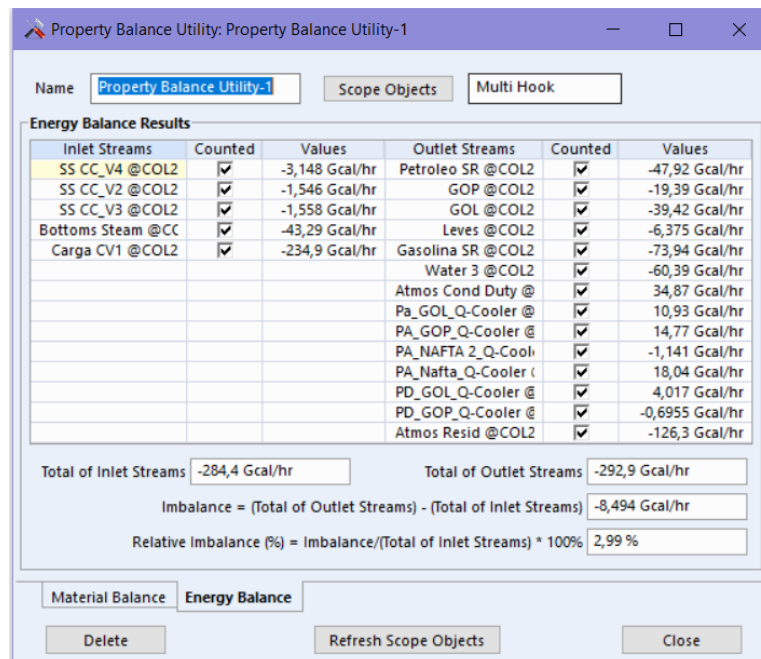 Property Balance Utility: Property Balance Utility-1
Name Property Balance Utility-1 Scope Objects Multi Hook
Energy Balance Results
Inlet Streams Counted Values Outlet Streams Counted Values
SS CC_V4 @COL2 -3,148 Gcal/hr Petroleo SR @COL2 -47,92 Gcal/hr
SS CC_V2 @COL2 -1,546 Gcal/hr GOP @COL2 -19,39 Gcal/hr
SS CC_V3 @COL2 -1,558 Gcal/hr GOL @COL2 -39,42 Gcal/hr
Bottoms Steam @CC -43,29 Gcal/hr Leves @COL2 -6,375 Gcal/hr
Carga CV1 @COL2 -234,9 Gcal/hr Gasolina SR @COL2 -73,94 Gcal/hr
Water 3 @COL2 -60,39 Gcal/hr
Atmos Cond Duty @ 34,87 Gcal/hr
Pa_GOL_Q-Cooler @ 10,93 Gcal/hr
PA_GOP_Q-Cooler @ 14,77 Gcal/hr
PA_NAFTA 2_Q-Cool -1,141 Gcal/hr
PA_Nafta_Q-Cooler ( 18,04 Gcal/hr
PD_GOL_Q-Cooler @ 4,017 Gcal/hr
PD_GOP_Q-Cooler @ -0,6955 Gcal/hr
Atmos Resid @COL2 -126,3 Gcal/hr
Total of Inlet Streams -284,4 Gcal/hr Total of Outlet Streams -292,9 Gcal/hr
Imbalance = (Total of Outlet Streams) - (Total of Inlet Streams) -8,494 Gcal/hr
Relative Imbalance (%) = Imbalance/(Total of Inlet Streams) * 100% 2,99 %
Material Balance Energy Balance
Delete Refresh Scope Objects Close